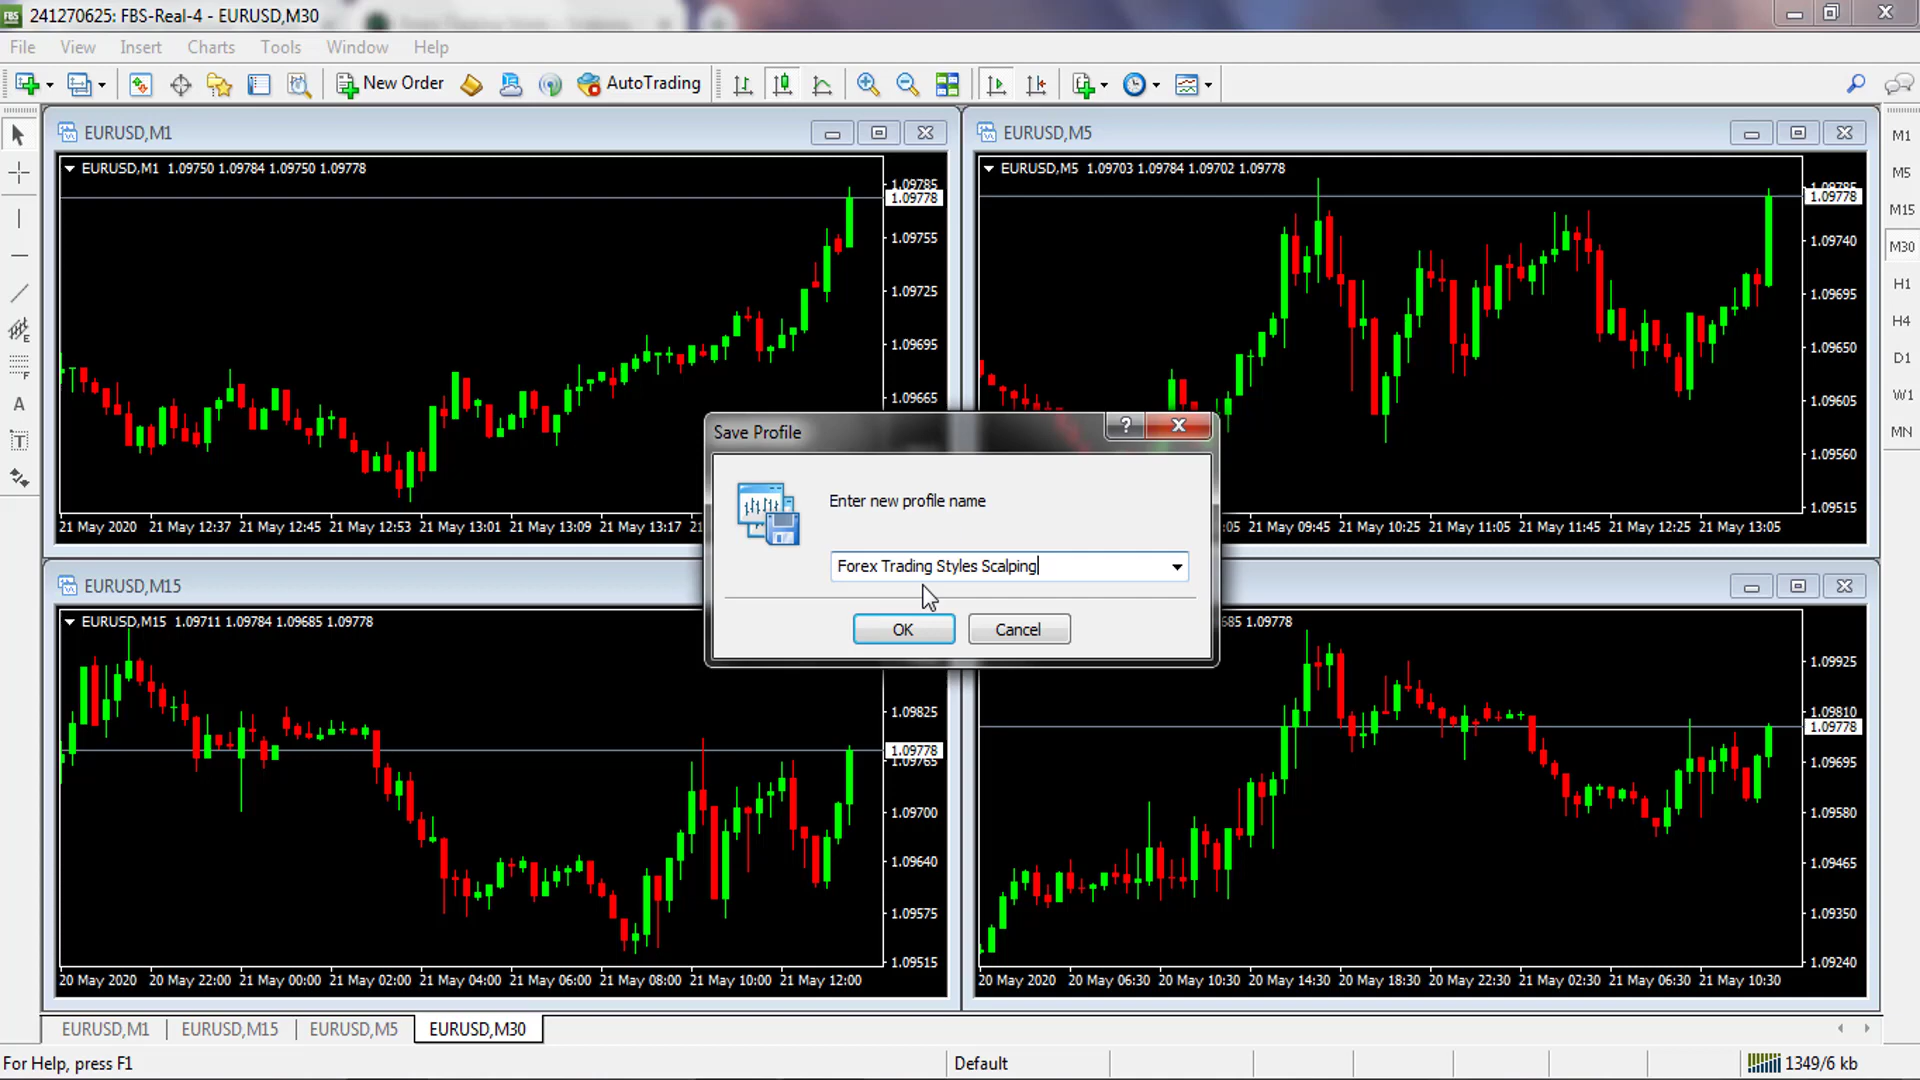 241270625: FBS-Real-4 - EURUSD,M30
File View Insert Charts Tools Window Help
New Order AutoTrading
EURUSD,M1
EURUSD,M1 1.09750 1.09784 1.09750 1.09778
1.09785
1.09778
1.09755
1.09725
1.09695
1.09665
21 May 2020 21 May 12:37 21 May 12:45 21 May 12:53 21 May 13:01 21 May 13:09 21 May 13:17
EURUSD,M5
EURUSD,M5 1.09703 1.09784 1.09702 1.09778
1.09785
1.09778
1.09740
1.09695
1.09650
1.09605
1.09560
1.09515
:05 21 May 09:45 21 May 10:25 21 May 11:05 21 May 11:45 21 May 12:25 21 May 13:05
M1
M5
M15
M30
H1
H4
D1
W1
MN
Save Profile
Enter new profile name
Forex Trading Styles Scalping
OK Cancel
EURUSD,M15
EURUSD,M15 1.09711 1.09784 1.09685 1.09778
1.09825
1.09778
1.09765
1.09700
1.09640
1.09575
1.09515
20 May 2020 20 May 22:00 21 May 00:00 21 May 02:00 21 May 04:00 21 May 06:00 21 May 08:00 21 May 12:00
685 1.09778
1.09925
1.09810
1.09778
1.09695
1.09580
1.09465
1.09350
1.09240
20 May 2020 20 May 06:30 20 May 10:30 20 May 14:30 20 May 18:30 20 May 22:30 21 May 02:30 21 May 06:30 21 May 10:30
EURUSD,M1 EURUSD,M15 EURUSD,M5 EURUSD,M30
For Help, press F1 Default 1349/6 kb